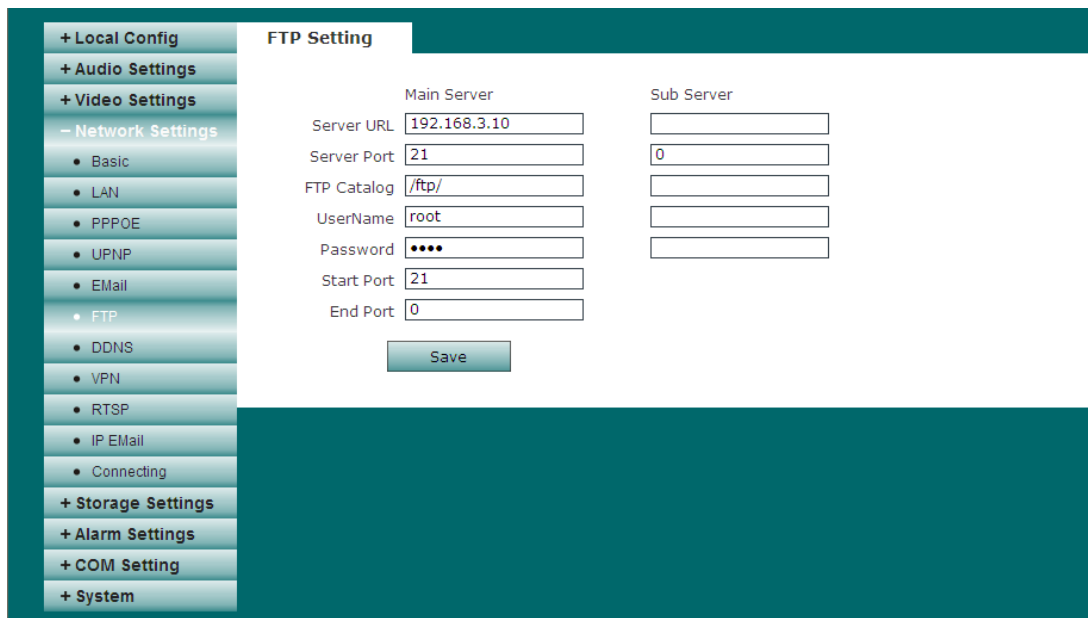 + Local Config
+ Audio Settings
+ Video Settings
− Network Settings
• Basic
• LAN
• PPPOE
• UPNP
• EMail
• FTP
• DDNS
• VPN
• RTSP
• IP EMail
• Connecting
+ Storage Settings
+ Alarm Settings
+ COM Setting
+ System
FTP Setting
Main Server Sub Server
Server URL 192.168.3.10
Server Port 21 0
FTP Catalog /ftp/
UserName root
Password ••••
Start Port 21
End Port 0
Save